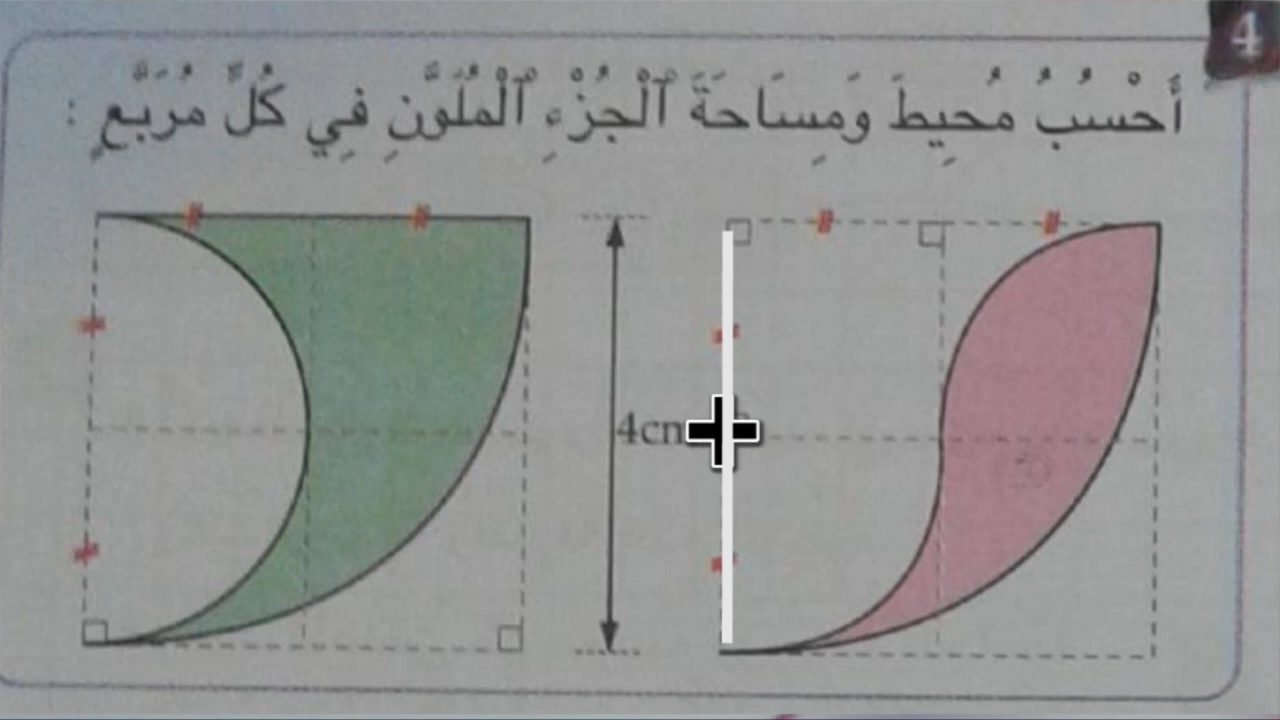 4
أَحْسُبُ مُحِيطَ وَمِسَاحَةَ ٱلْجُزْءِ ٱلْمُلَوَّنِ فِي كُلِّ مُرَبَّعٍ :
4cm